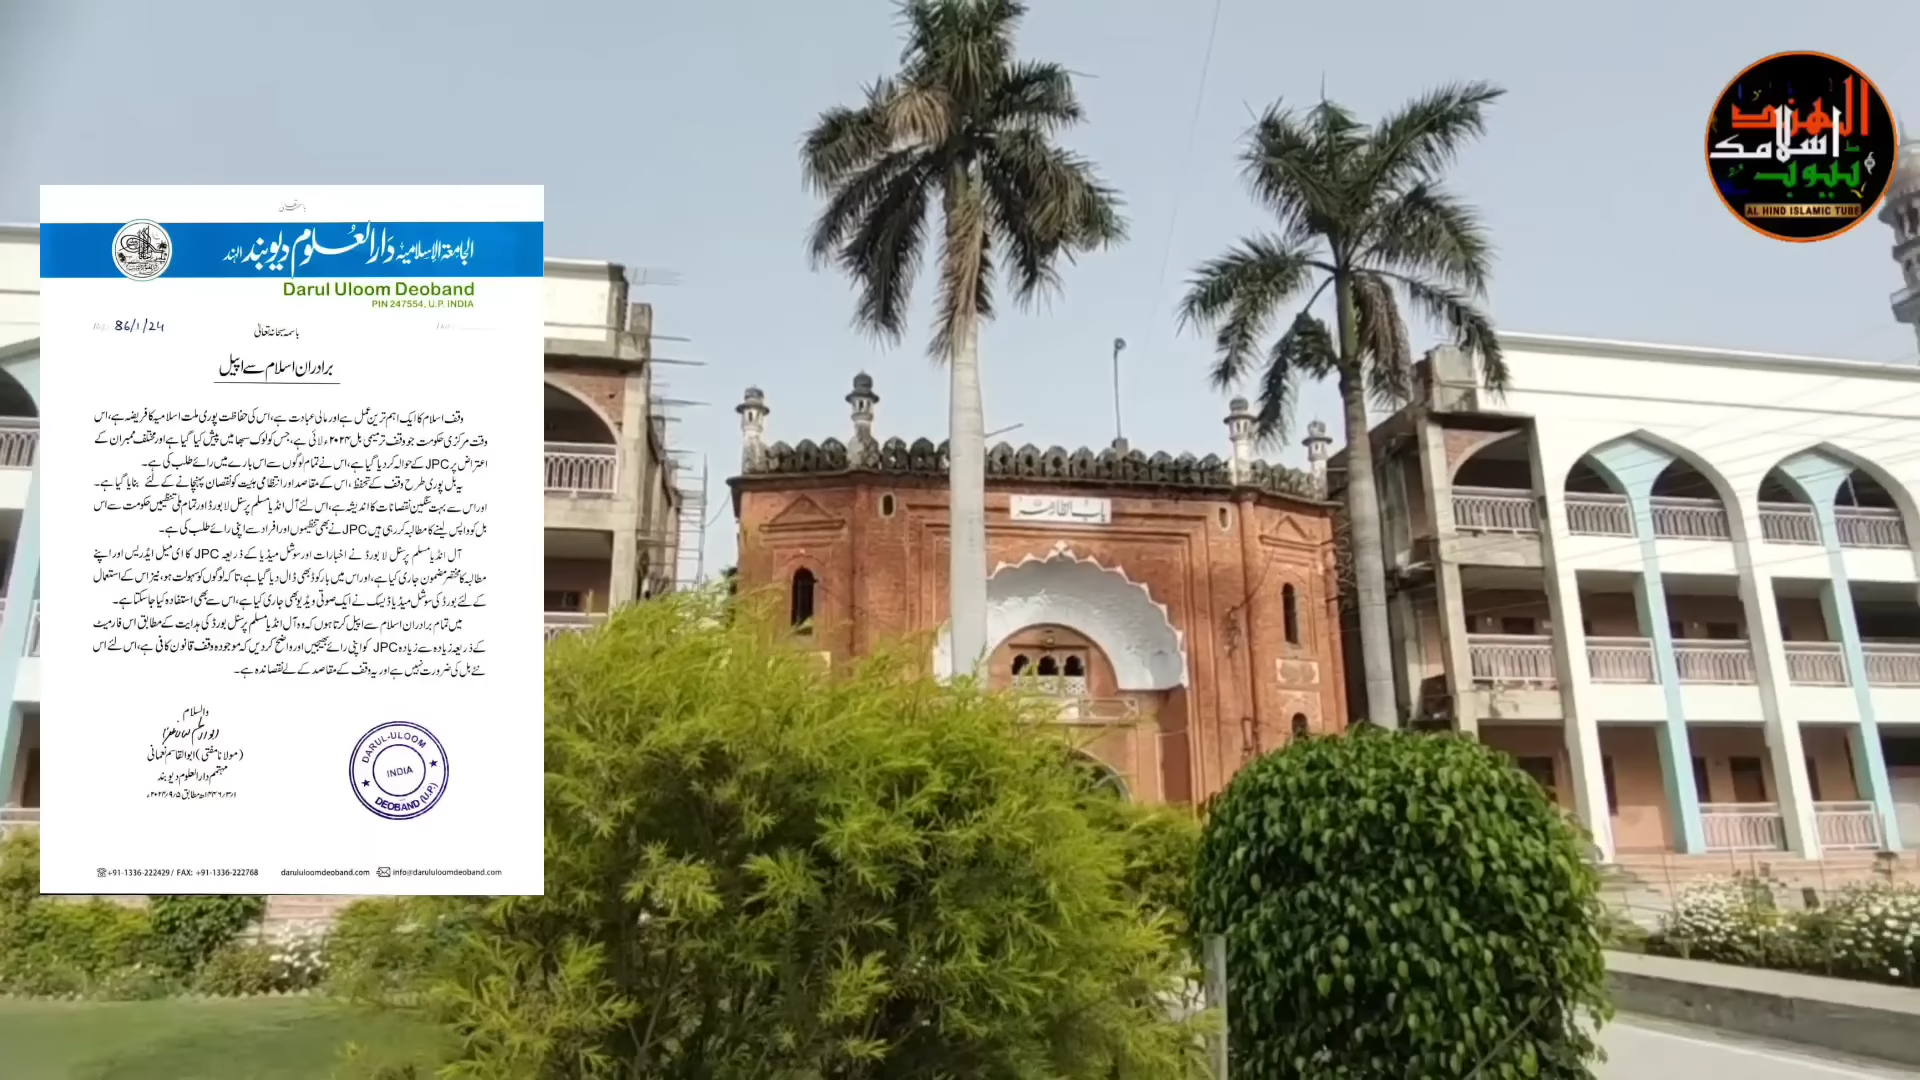 باسمہٖ تعالیٰ
الجامعۃ الاسلامیۃ دَارُالعُلوم دیوبند الہند
Darul Uloom Deoband
PIN 247554, U.P. INDIA
86/1/24
باسمہ سبحانہ تعالیٰ
برادران اسلام سے اپیل
وقف اسلام کا ایک اہم ترین عمل ہے اور مالی عبادت ہے، اس کی حفاظت پوری ملت اسلامیہ کا فریضہ ہے، اس
وقت مرکزی حکومت جو وقف ترمیمی بل ۲۰۲۴ء لائی ہے، جس کو لوک سبھا میں پیش کیا گیا ہے اور مختلف ممبران کے
اعتراض پر JPC کے حوالہ کر دیا گیا ہے، اس نے تمام لوگوں سے اس بارے میں رائے طلب کی ہے۔
یہ بل پوری طرح وقف کے تحفظ، اس کے مقاصد اور انتظامی ہیئت کو نقصان پہنچانے کے لئے بنایا گیا ہے۔
اور اس سے بہت سنگین نقصانات کا اندیشہ ہے، اس لئے آل انڈیا مسلم پرسنل لا بورڈ اور تمام ملی تنظیمیں حکومت سے اس
بل کو واپس لینے کا مطالبہ کر رہی ہیں JPC نے بھی تنظیموں اور افراد سے اپنی رائے طلب کی ہے۔
آل انڈیا مسلم پرسنل لا بورڈ نے اخبارات اور سوشل میڈیا کے ذریعہ JPC کا ای میل ایڈریس اور اپنے
مطالبہ کا مختصر مضمون جاری کیا ہے، اور اس میں بارکوڈ بھی ڈال دیا گیا ہے، تاکہ لوگوں کو سہولت ہو، نیز اس کے استعمال
کے لئے بورڈ کی سوشل میڈیا ڈیسک نے ایک صوتی ویڈیو بھی جاری کیا ہے، اس سے بھی استفادہ کیا جا سکتا ہے۔
میں تمام برادران اسلام سے اپیل کرتا ہوں کہ وہ آل انڈیا مسلم پرسنل بورڈ کی ہدایت کے مطابق اس فارمیٹ
کے ذریعہ زیادہ سے زیادہ JPC کو اپنی رائے بھیجیں اور واضح کر دیں کہ موجودہ وقف قانون کافی ہے، اس لئے اس
نئے بل کی ضرورت نہیں ہے اور یہ وقف کے مقاصد کے لے نقصاندہ ہے۔
والسلام
(مولانا مفتی) ابوالقاسم نعمانی
مہتمم دارالعلوم دیوبند
۱۴۴۶/۳/۱ھ مطابق ۲۰۲۴/۹/۵ء
DARUL-ULOOM
INDIA
DEOBAND (U.P.)
+91-1336-222429/ FAX: +91-1336-222768 darululoomdeoband.com info@darululoomdeoband.com
باب الظاہر
الہند
اسلامک
ٹیوب
AL HIND ISLAMIC TUBE